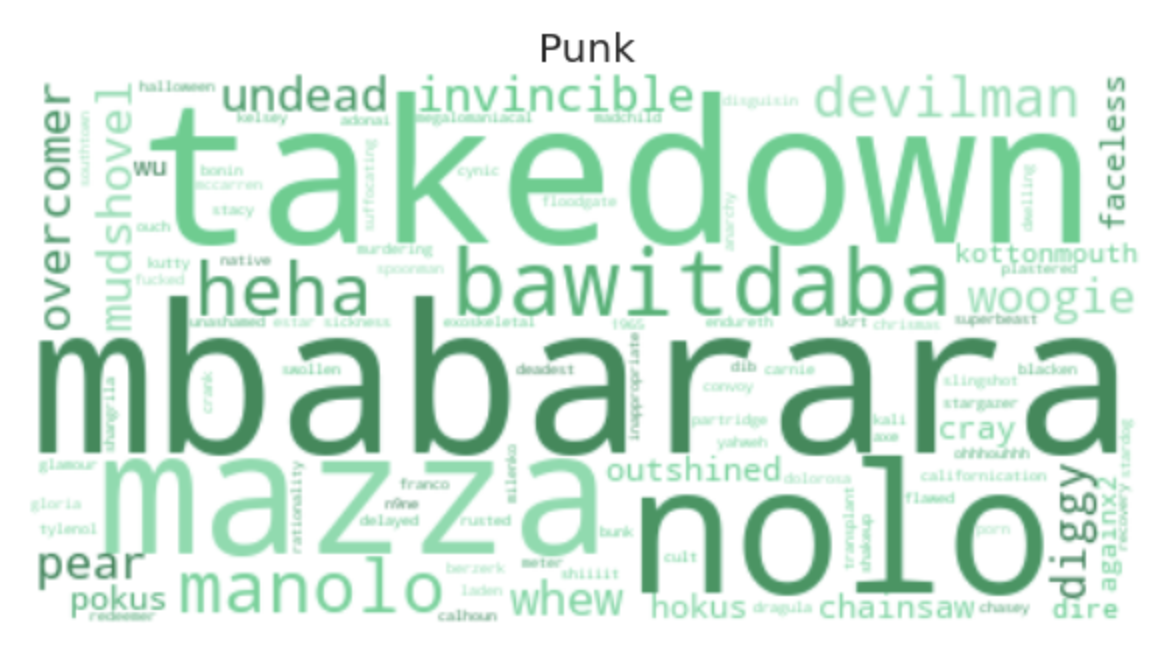 Punk
halloween
undead
invincible
disguisin
devilman
overcomer
southtown
mudshovel
kelsey
adonai
megalomaniacal
madchild
faceless
takedown
wu
bonin
mccarren
stacy
suffocating
cynic
floodgate
anarchy
dwelling
ouch
murdering
kottonmouth
kutty
native
fucked
spoonman
plastered
heha
bawitdaba
woogie
unashamed
estar
sickness
exoskeletal
1965
endureth
skrt
chrismas
superbeast
mbabarara
swollen
deadest
inappropriate
dib
carnie
blacken
shangrila
crank
convoy
slingshot
stargazer
partridge
kali
cray
yahweh
axe
ohhhouhhh
stardog
glamour
mazza
rationality
franco
milenko
outshined
dolorosa
californication
gloria
n9ne
nolo
flawed
diggy
againx2
recovery
tylenol
delayed
rusted
bunk
transplant
shakeup
porn
pear
cult
meter
berzerk
shiiiit
pokus
manolo
laden
whew
hokus
dragula
chainsaw
chasey
dire
redeemer
calhoun